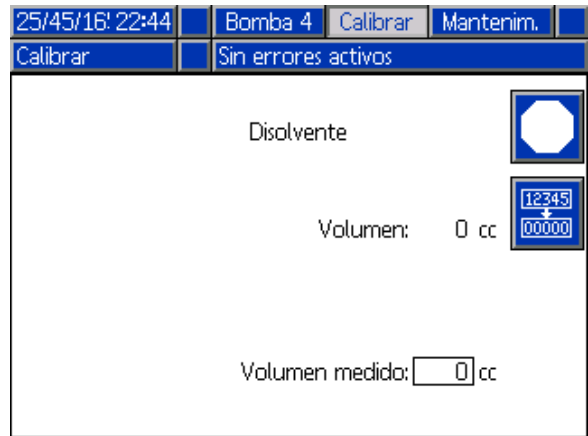 25/45/16: 22:44 Bomba 4 Calibrar Mantenim.
Calibrar Sin errores activos
Disolvente
12345
Volumen: 0 cc
00000
Volumen medido: 0 cc